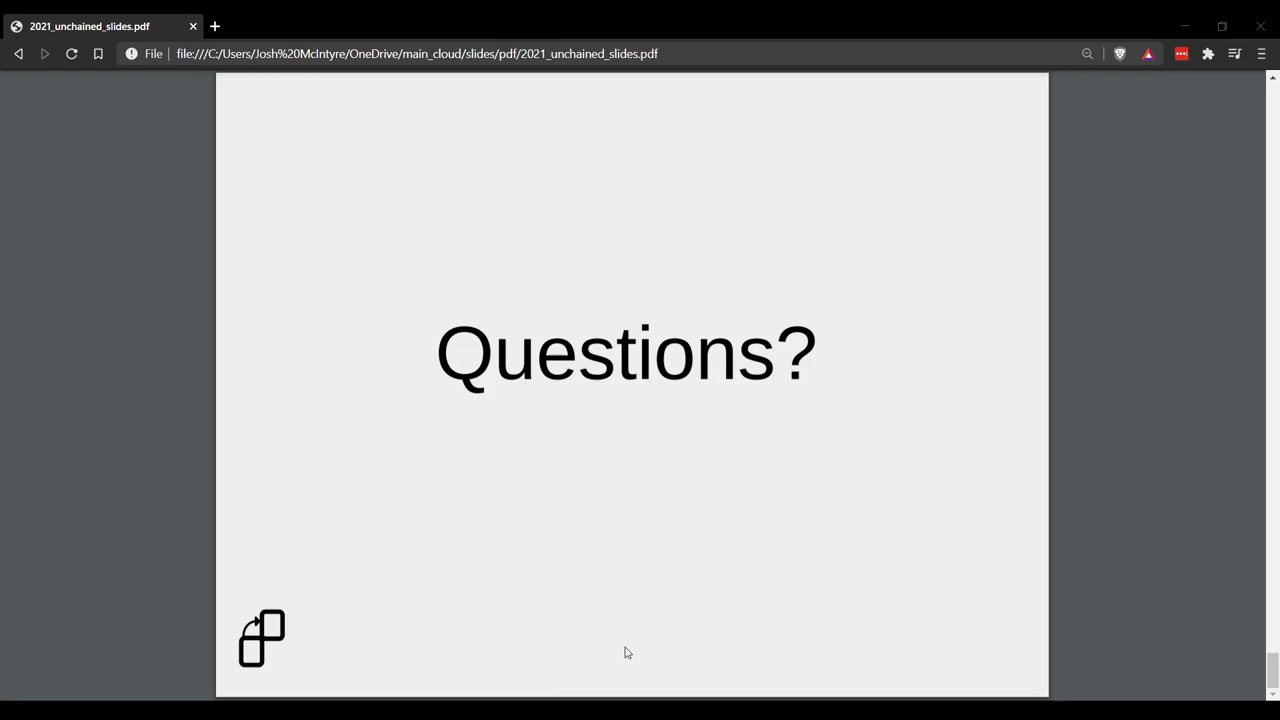 2021_unchained_slides.pdf
File
file:///C:/Users/Josh%20McIntyre/OneDrive/main_cloud/slides/pdf/2021_unchained_slides.pdf
Questions?